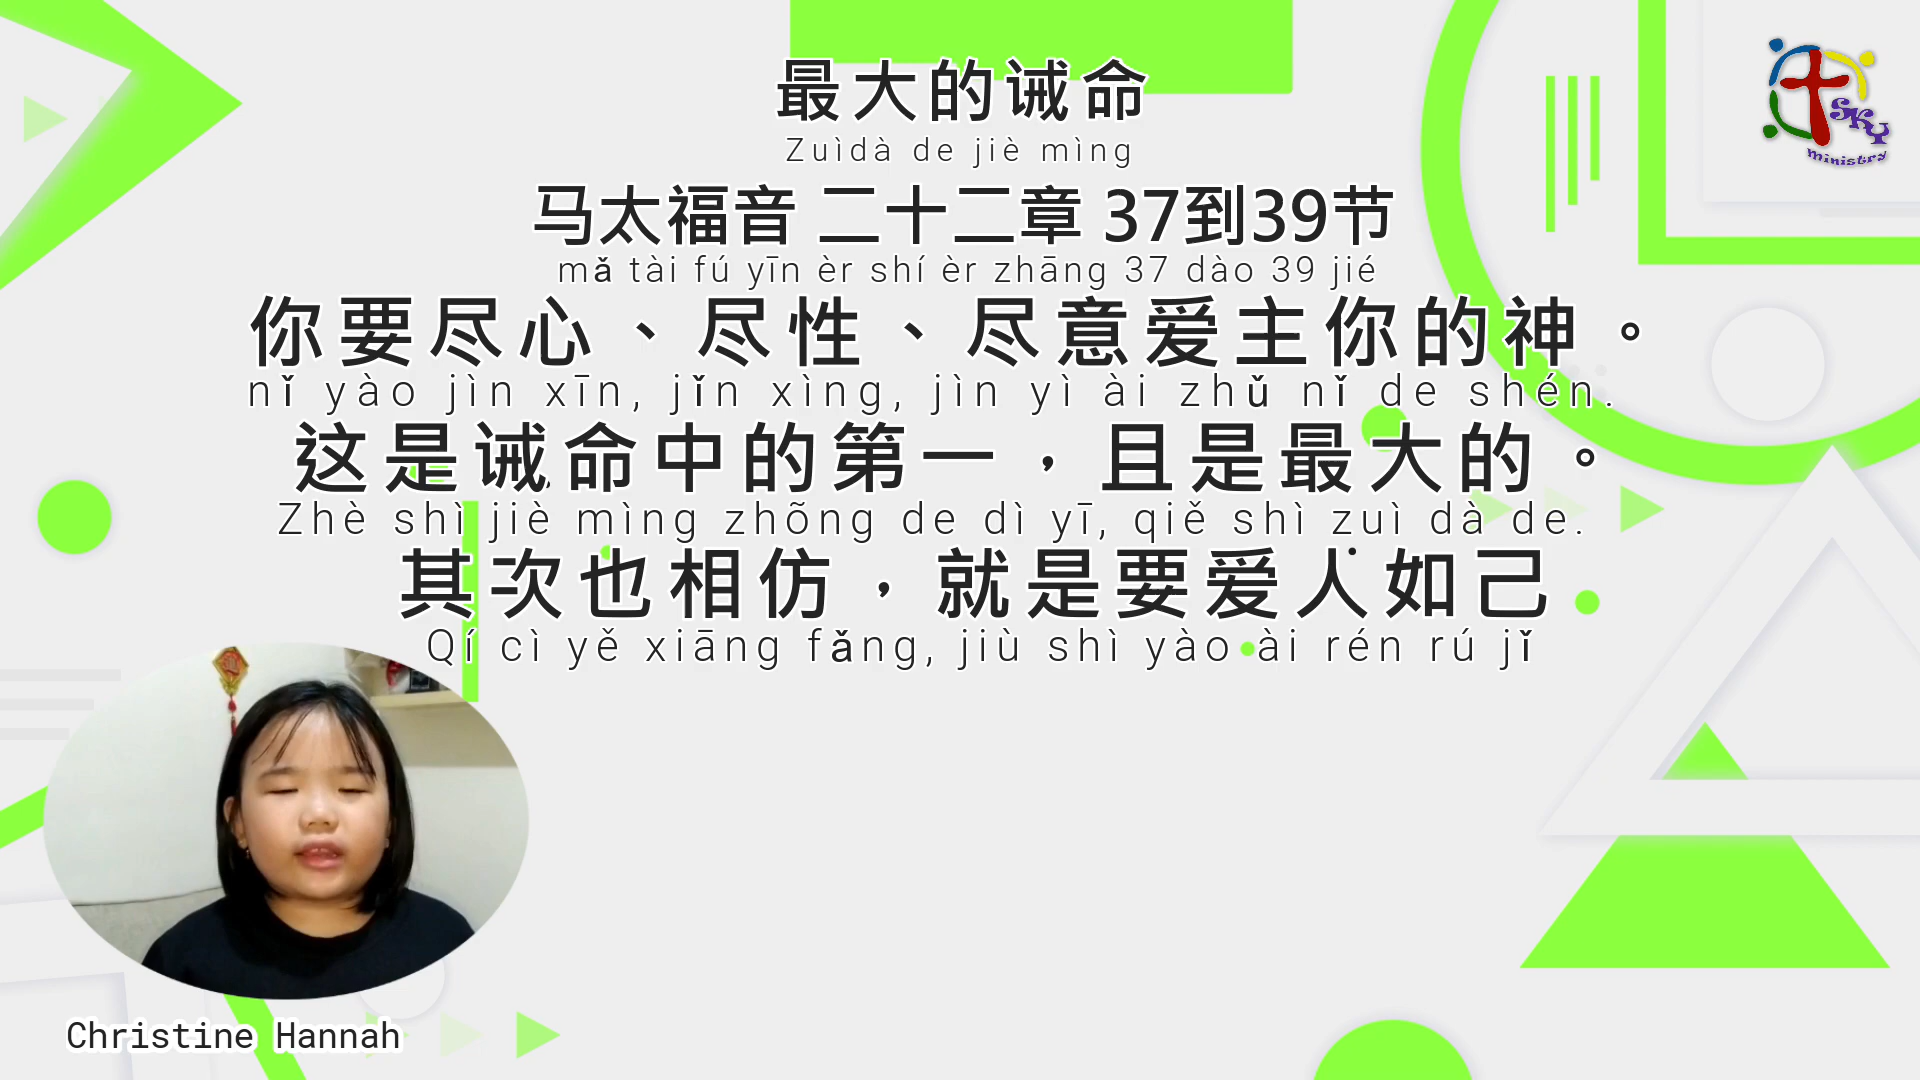 最大的诫命
Zuìdà de jiè mìng
马太福音 二十二章 37到39节
mǎ tài fú yīn èr shí èr zhāng 37 dào 39 jié
你要尽心、尽性、尽意爱主你的神。
nǐ yào jìn xīn, jǐn xìng, jìn yì ài zhǔ nǐ de shén.
这是诫命中的第一，且是最大的。
Zhè shì jiè mìng zhõng de dì yī, qiě shì zuì dà de.
其次也相仿，就是要爱人如己
Qí cì yě xiāng fǎng, jiù shì yào ài rén rú jǐ
SKY
ministry
Christine Hannah